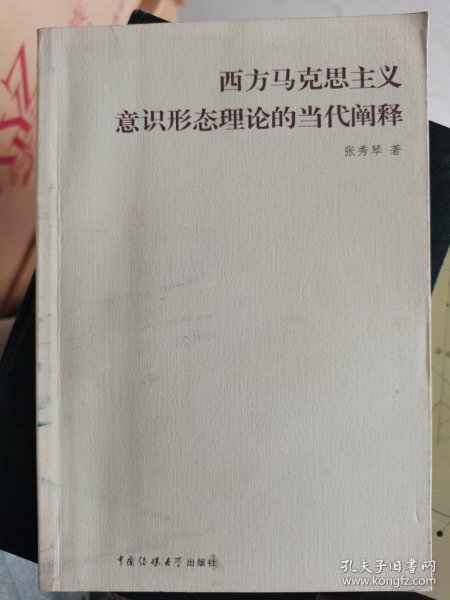 西方马克思主义
意识形态理论的当代阐释
张秀琴 著
中国传媒大学出版社
孔夫子旧书网
www.kongfz.com